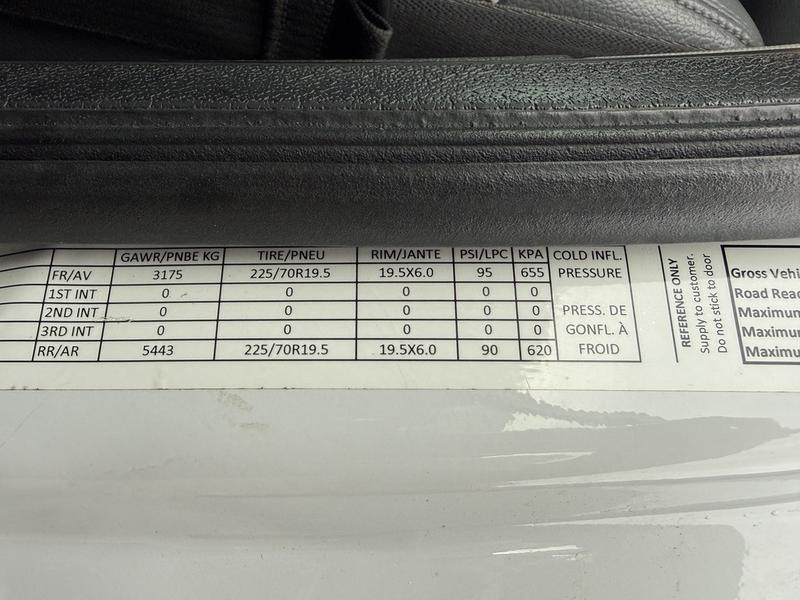 GAWR/PNBE KG TIRE/PNEU RIM/JANTE PSI/LPC KPA COLD INFL.
FR/AV 3175 225/70R19.5 19.5X6.0 95 655 PRESSURE
1ST INT 0 0 0 0 0
2ND INT 0 0 0 0 0 PRESS. DE
3RD INT 0 0 0 0 0 GONFL. À
RR/AR 5443 225/70R19.5 19.5X6.0 90 620 FROID
REFERENCE ONLY
Supply to customer.
Do not stick to door
Gross Vehi
Road Read
Maximum
Maximu
Maximu